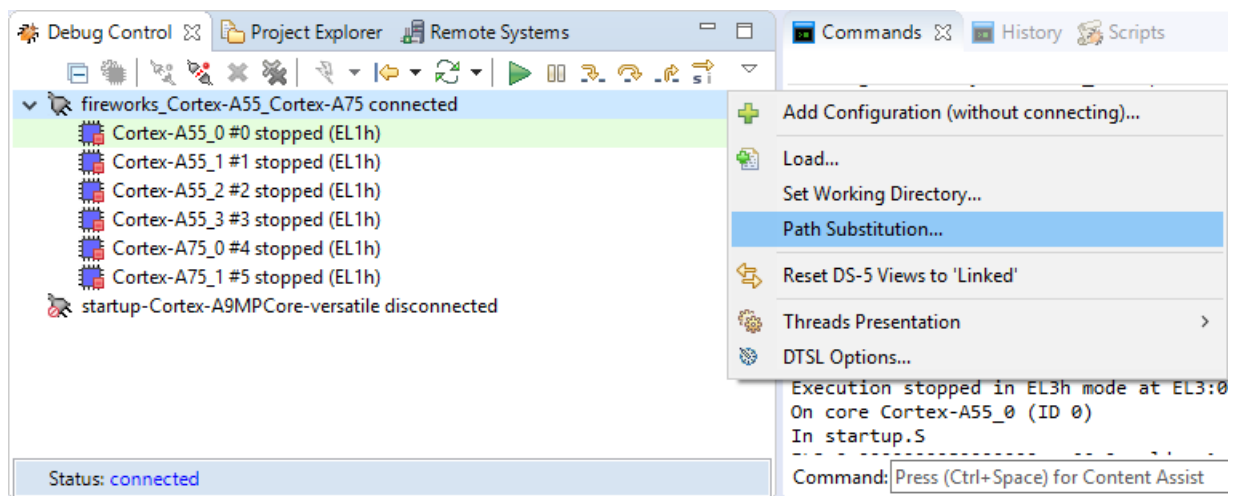 Debug Control Project Explorer Remote Systems
Commands History Scripts
fireworks_Cortex-A55_Cortex-A75 connected
Cortex-A55_0 #0 stopped (EL1h)
Cortex-A55_1 #1 stopped (EL1h)
Cortex-A55_2 #2 stopped (EL1h)
Cortex-A55_3 #3 stopped (EL1h)
Cortex-A75_0 #4 stopped (EL1h)
Cortex-A75_1 #5 stopped (EL1h)
startup-Cortex-A9MPCore-versatile disconnected
Add Configuration (without connecting)...
Load...
Set Working Directory...
Path Substitution...
Reset DS-5 Views to 'Linked'
Threads Presentation
DTSL Options...
Execution stopped in EL3h mode at EL3:0
On core Cortex-A55_0 (ID 0)
In startup.S
Status: connected
Command: Press (Ctrl+Space) for Content Assist